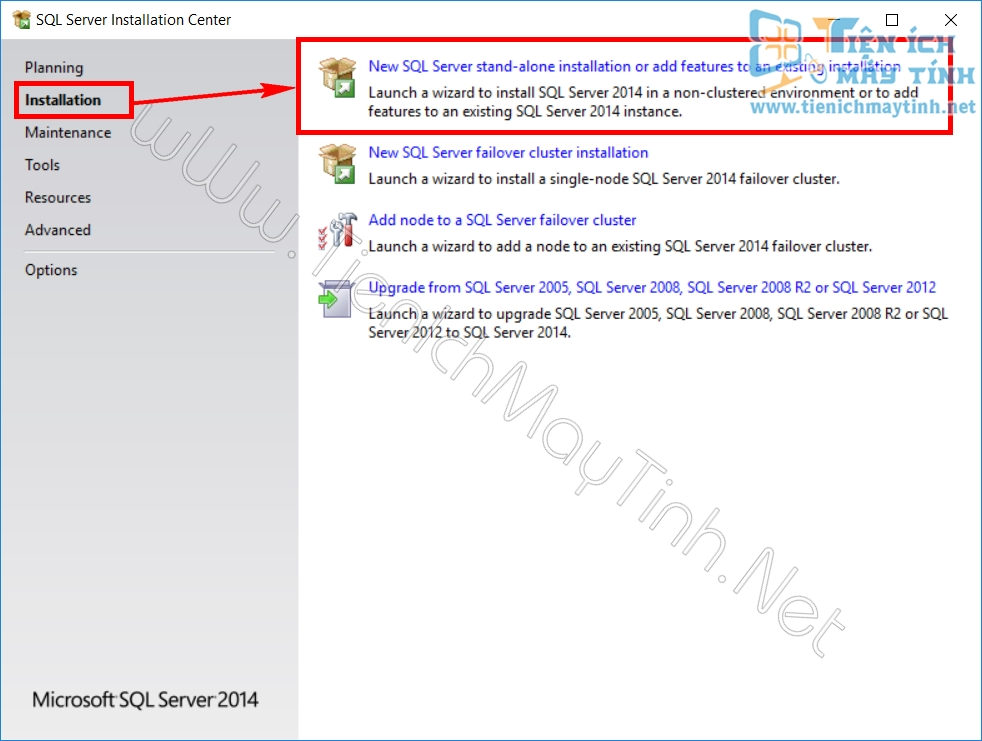 SQL Server Installation Center
Planning
Installation
Maintenance
Tools
Resources
Advanced
Options
New SQL Server stand-alone installation or add features to an existing installation
Launch a wizard to install SQL Server 2014 in a non-clustered environment or to add
features to an existing SQL Server 2014 instance.
New SQL Server failover cluster installation
Launch a wizard to install a single-node SQL Server 2014 failover cluster.
Add node to a SQL Server failover cluster
Launch a wizard to add a node to an existing SQL Server 2014 failover cluster.
Upgrade from SQL Server 2005, SQL Server 2008, SQL Server 2008 R2 or SQL Server 2012
Launch a wizard to upgrade SQL Server 2005, SQL Server 2008, SQL Server 2008 R2 or SQL
Server 2012 to SQL Server 2014.
Microsoft SQL Server 2014
TIỆN ÍCH
MÁY TÍNH
www.tienichmaytinh.net
wWw.TienIchMayTinh.Net